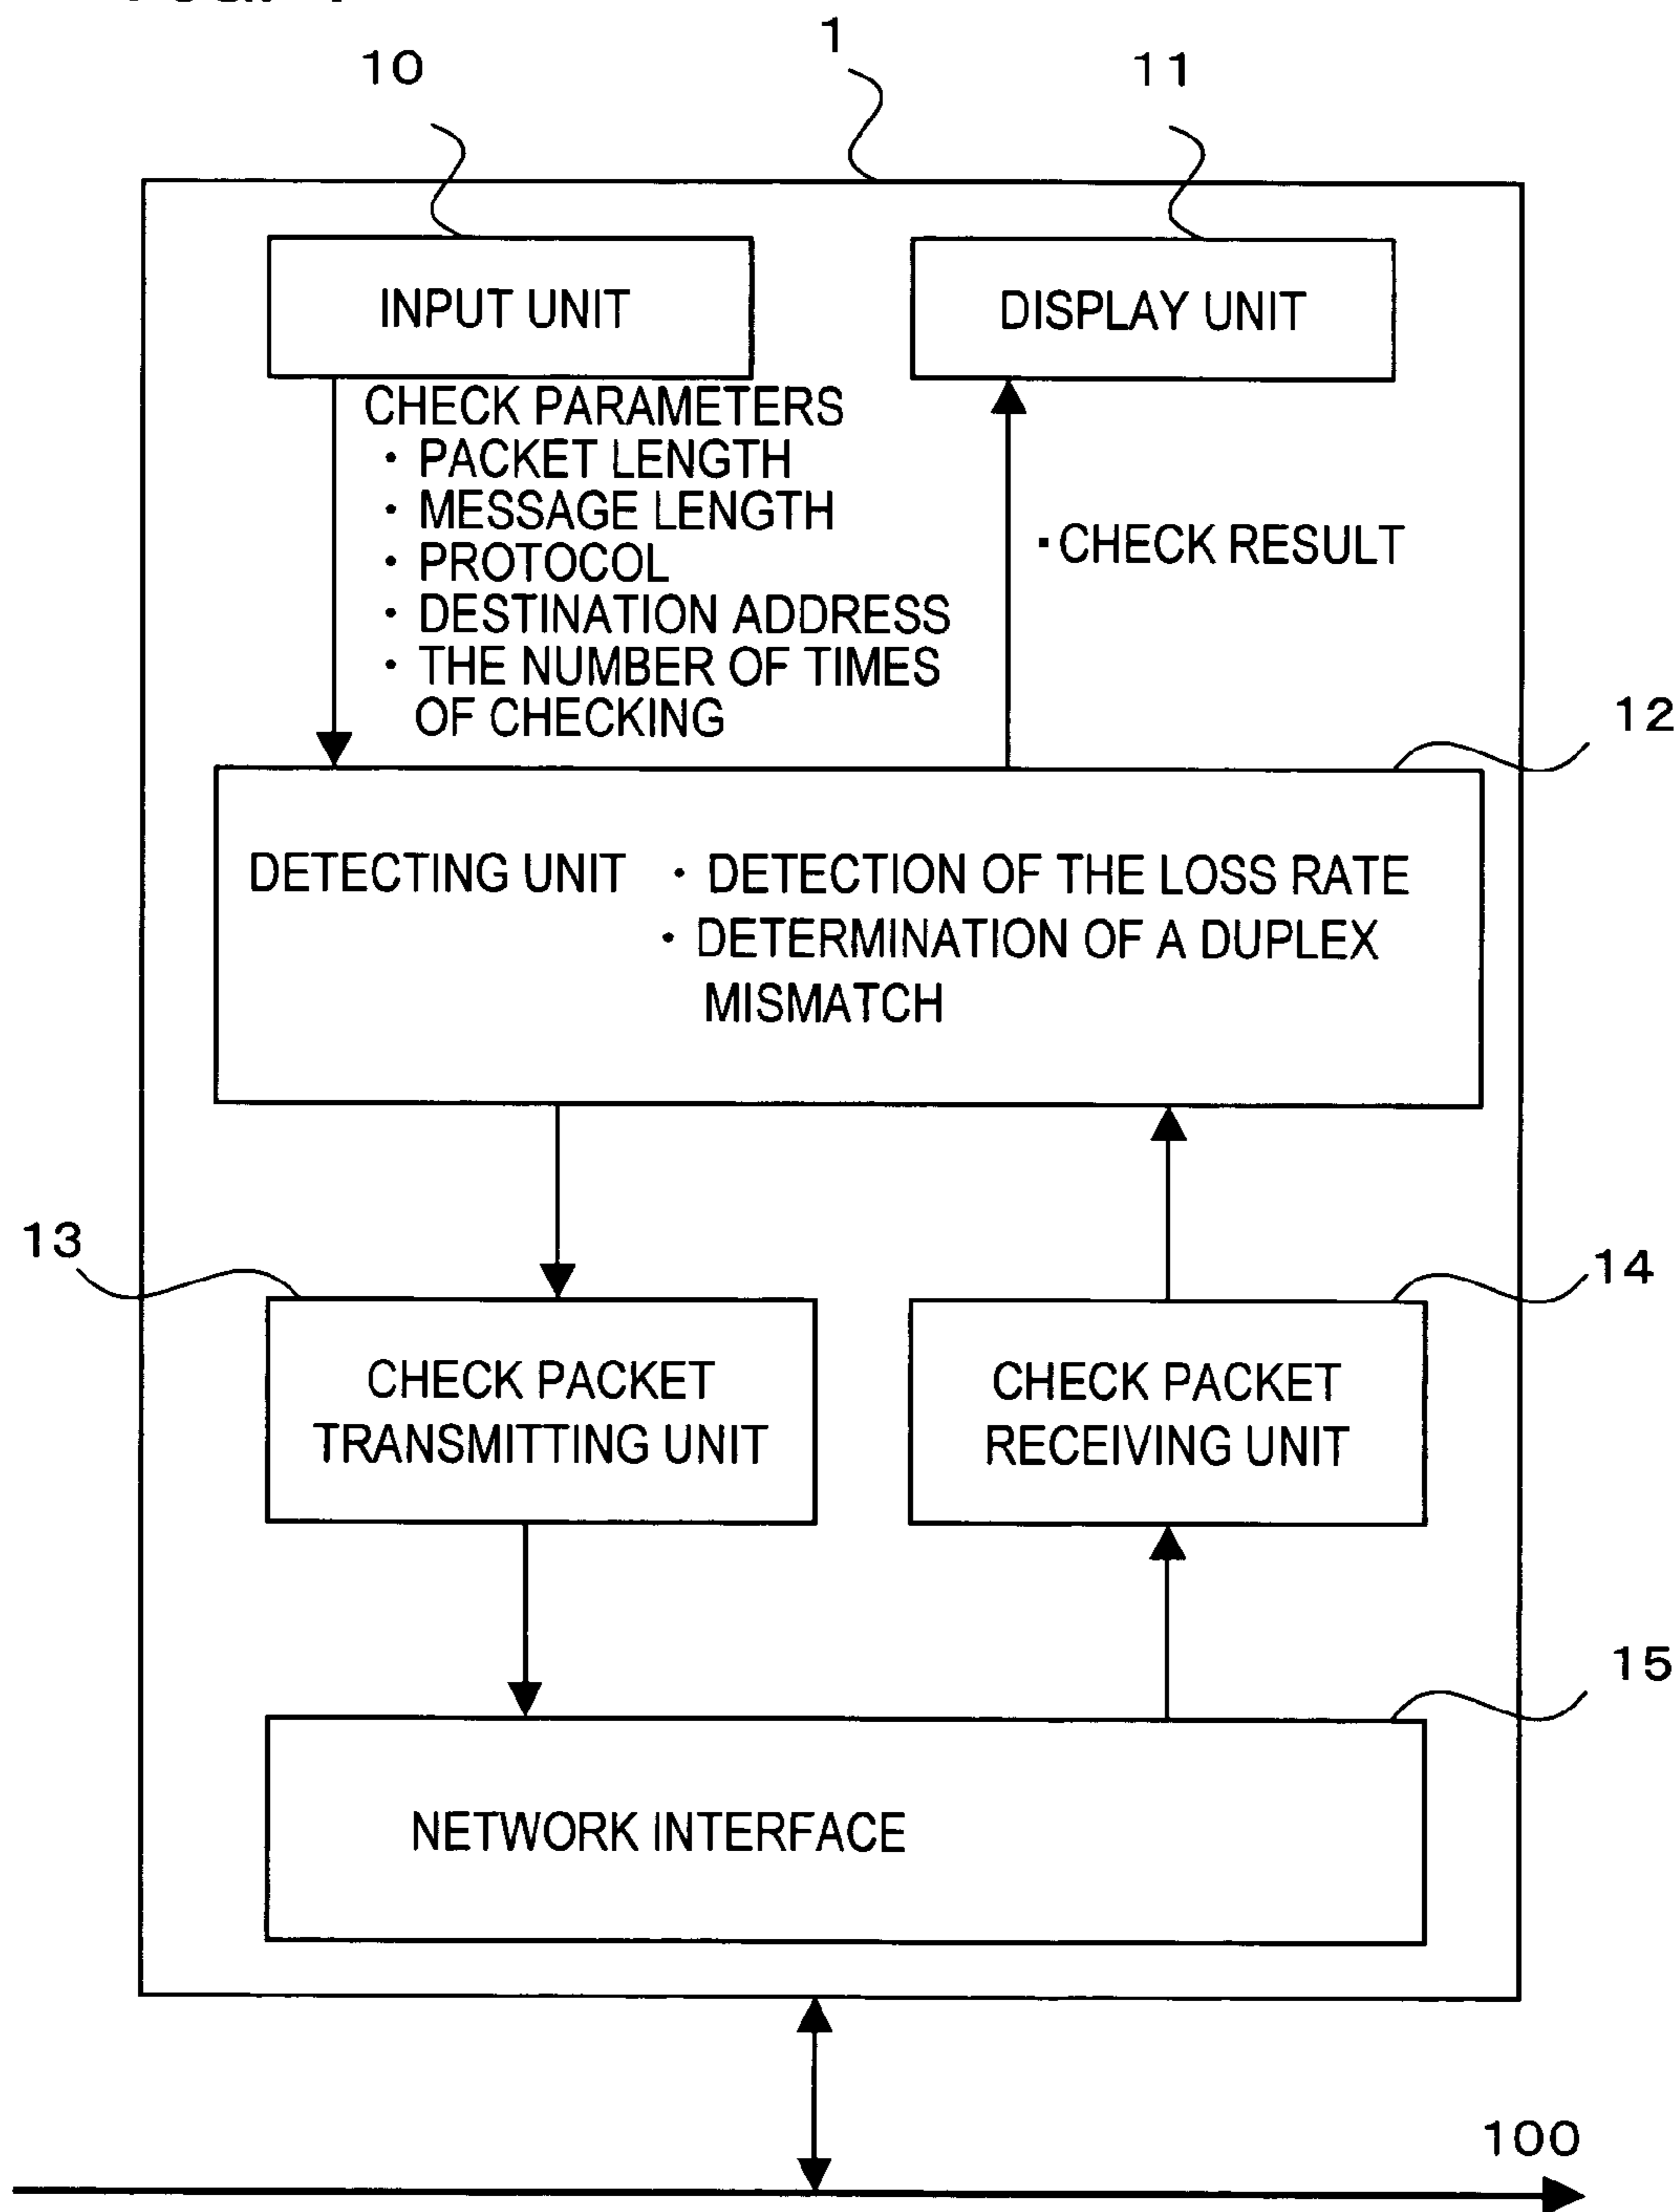 1
10
11
INPUT UNIT
DISPLAY UNIT
CHECK PARAMETERS
・PACKET LENGTH
・MESSAGE LENGTH
・PROTOCOL
・DESTINATION ADDRESS
・THE NUMBER OF TIMES
OF CHECKING
・CHECK RESULT
12
DETECTING UNIT ・DETECTION OF THE LOSS RATE
・DETERMINATION OF A DUPLEX
MISMATCH
13
14
CHECK PACKET
TRANSMITTING UNIT
CHECK PACKET
RECEIVING UNIT
15
NETWORK INTERFACE
100